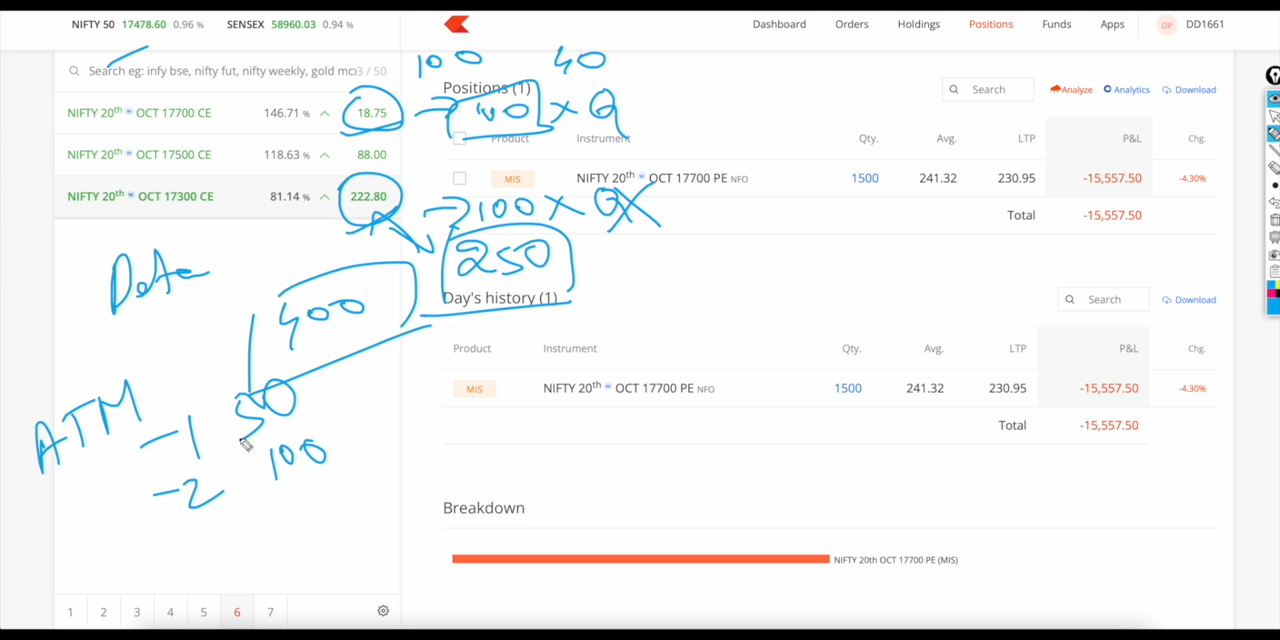 NIFTY 50 17478.60 0.96 % SENSEX 58960.03 0.94 %
Dashboard Orders Holdings Positions Funds Apps DP DD1661
Search eg: infy bse, nifty fut, nifty weekly, gold mc 3 / 50
NIFTY 20th W OCT 17700 CE 146.71 % 18.75
NIFTY 20th W OCT 17500 CE 118.63 % 88.00
NIFTY 20th W OCT 17300 CE 81.14 % 222.80
100 40
Positions (1)
Search Analyze Analytics Download
x Q
Product Instrument Qty. Avg. LTP P&L Chg.
MIS NIFTY 20th W OCT 17700 PE NFO 1500 241.32 230.95 -15,557.50 -4.30%
Total -15,557.50
100 x Q
250
400
50
ATM -1
-2 100
Day's history (1)
Search Download
Product Instrument Qty. Avg. LTP P&L Chg.
MIS NIFTY 20th W OCT 17700 PE NFO 1500 241.32 230.95 -15,557.50 -4.30%
Total -15,557.50
Breakdown
NIFTY 20th OCT 17700 PE (MIS)
1 2 3 4 5 6 7